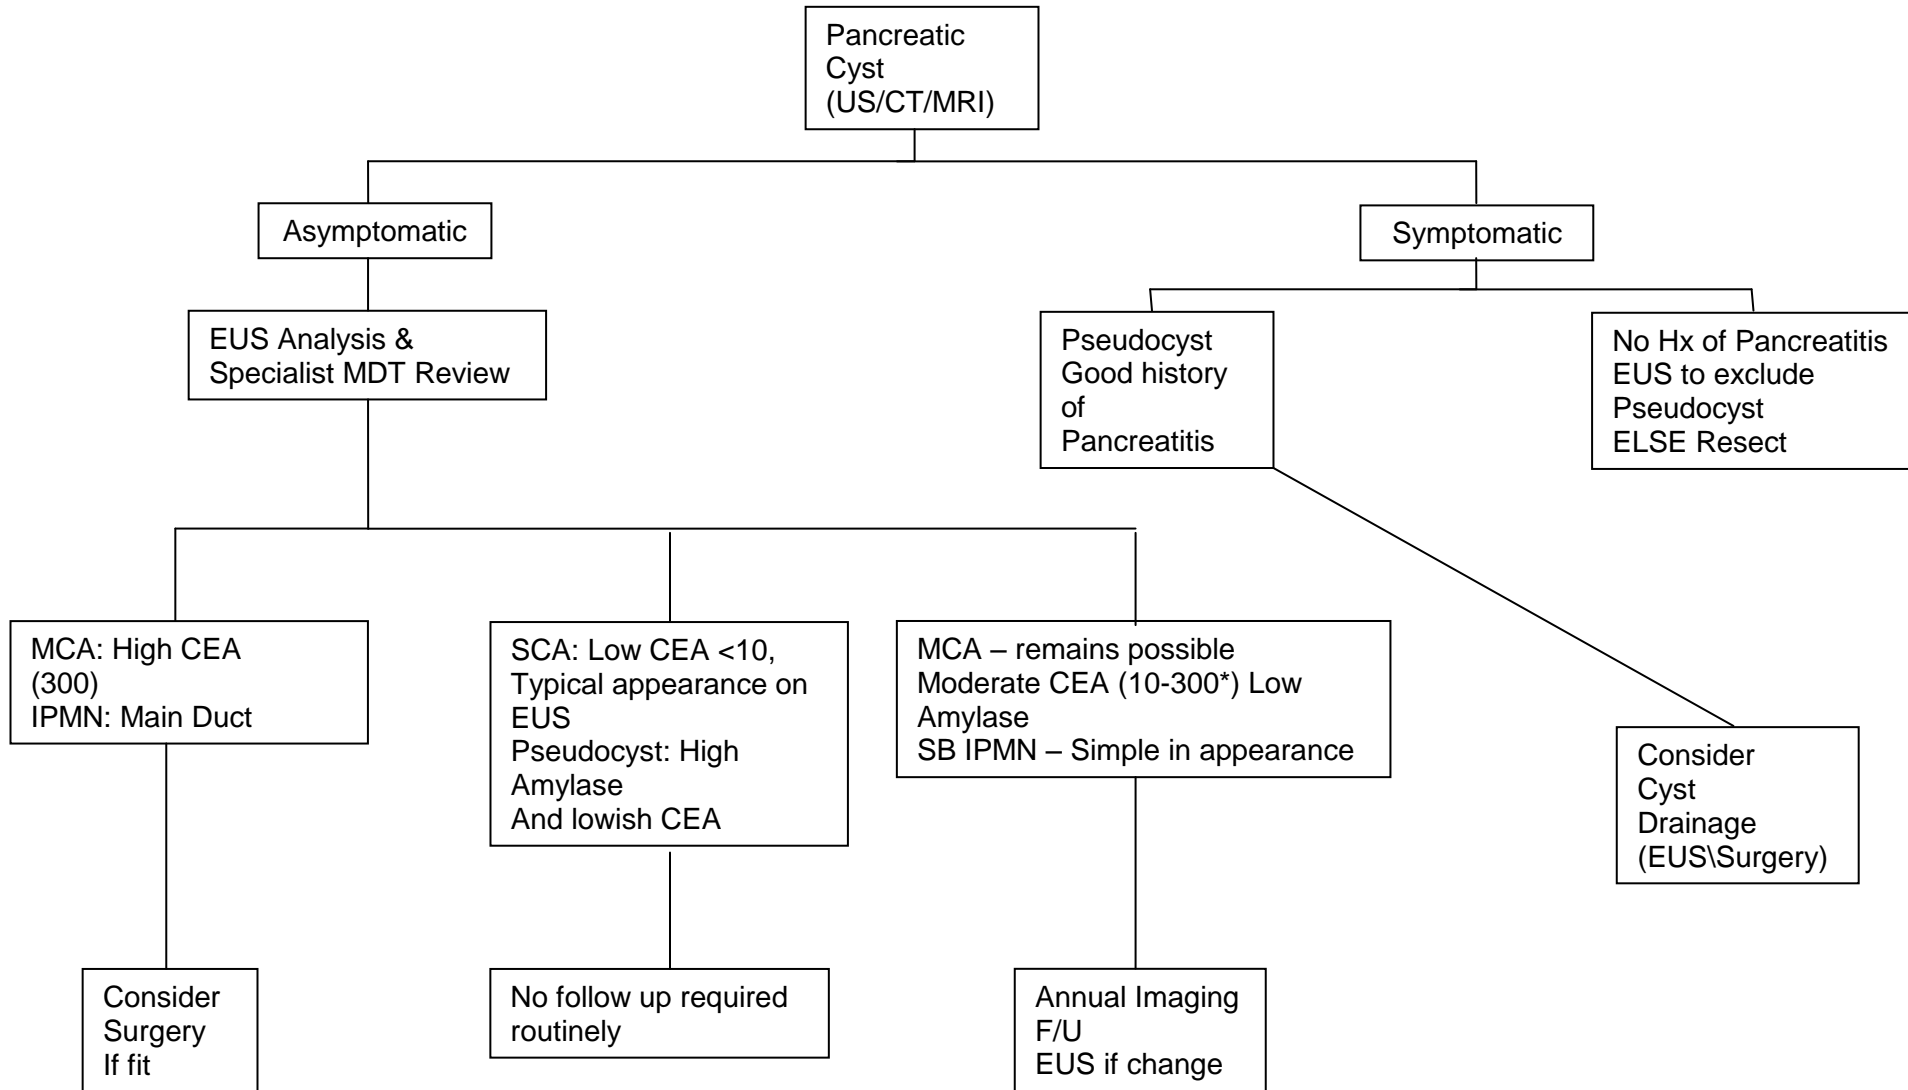 Pancreatic
Cyst
(US/CT/MRI)
Asymptomatic
Symptomatic
EUS Analysis &
Specialist MDT Review
Pseudocyst
Good history
of
Pancreatitis
No Hx of Pancreatitis
EUS to exclude
Pseudocyst
ELSE Resect
MCA: High CEA
(300)
IPMN: Main Duct
SCA: Low CEA <10,
Typical appearance on
EUS
Pseudocyst: High
Amylase
And lowish CEA
MCA – remains possible
Moderate CEA (10-300*) Low
Amylase
SB IPMN – Simple in appearance
Consider
Cyst
Drainage
(EUS\Surgery)
Consider
Surgery
If fit
No follow up required
routinely
Annual Imaging
F/U
EUS if change